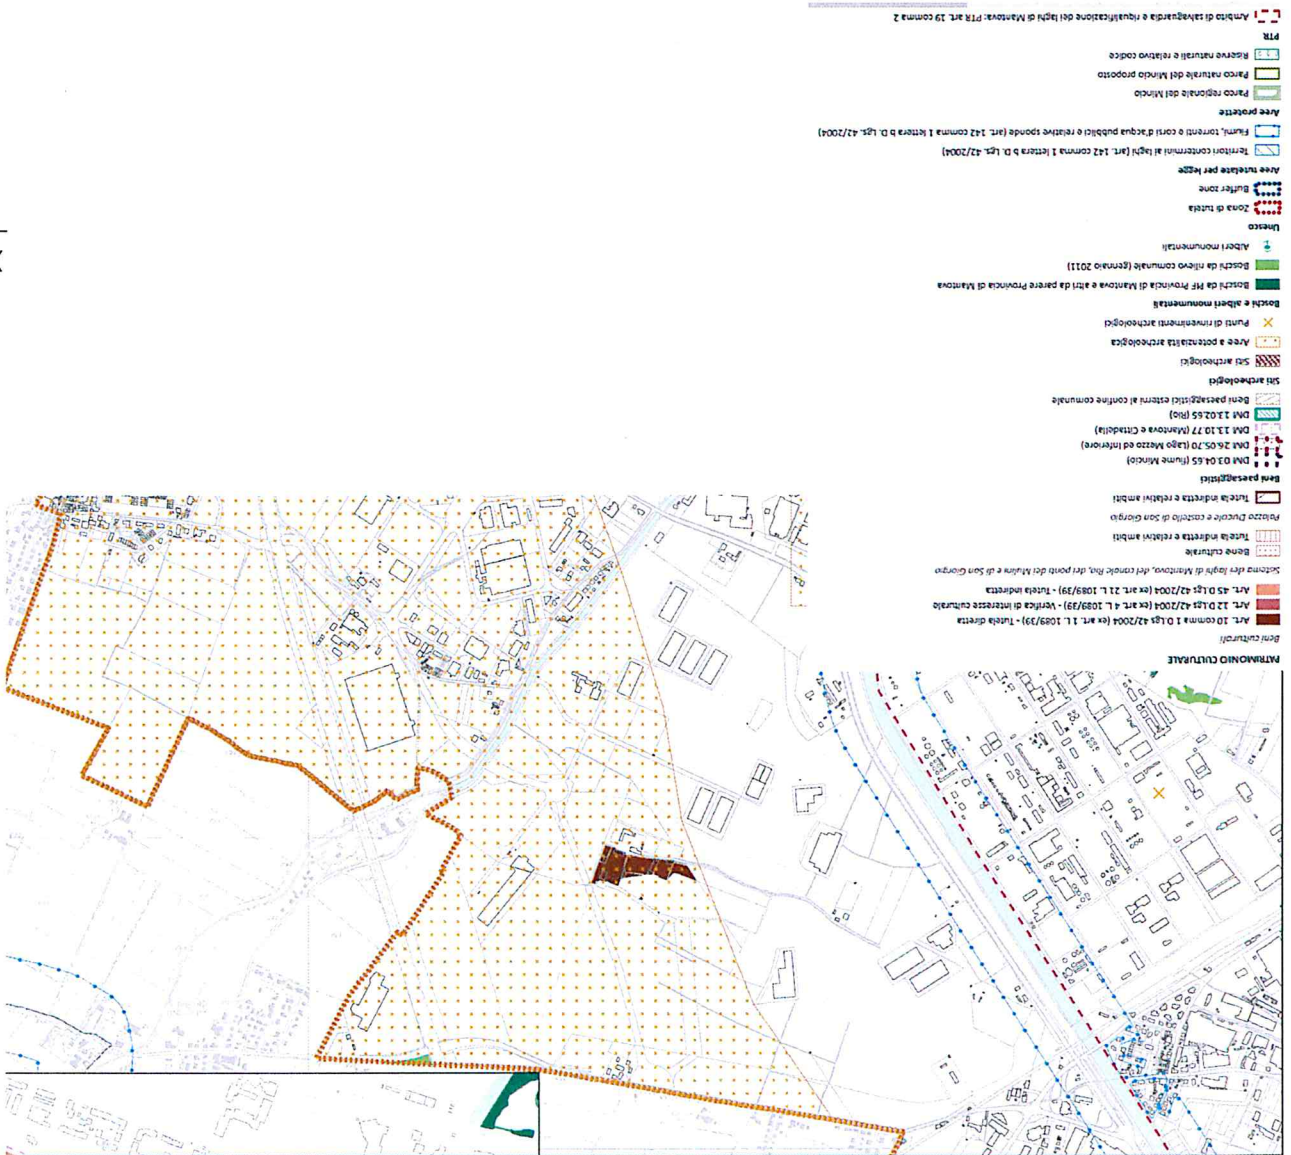 PATRIMONIO CULTURALE
Beni culturali
Art. 10 comma 1 D.Lgs 42/2004 (ex art. 1 L. 1089/39) - Tutela diretta
Art. 12 D.Lgs 42/2004 (ex art. 4 L. 1089/39) - Verifica di interesse culturale
Art. 45 D.Lgs 42/2004 (ex art. 21 L. 1089/39) - Tutela indiretta
Sistema dei laghi di Mantova, del canale Rio, dei ponti dei Mulini e di San Giorgio
Bene culturale
Tutela indiretta e relativi ambiti
Palazzo Ducale e castello di San Giorgio
Tutela indiretta e relativi ambiti
Beni paesaggistici
DM 03.04.65 (fiume Mincio)
DM 26.05.70 (Lago Mezzo ed Inferiore)
DM 13.10.77 (Mantova e Cittadella)
DM 13.02.65 (Rio)
Beni paesaggistici esterni al confine comunale
Siti archeologici
Siti archeologici
Aree a potenzialità archeologica
Punti di rinvenimenti archeologici
Boschi e alberi monumentali
Boschi da PIF Provincia di Mantova e altri da parere Provincia di Mantova
Boschi da rilievo comunale (gennaio 2011)
Alberi monumentali
Unesco
Zona di tutela
Buffer zone
Aree tutelate per legge
Territori contermini ai laghi (art. 142 comma 1 lettera b D. Lgs. 42/2004)
Fiumi, torrenti e corsi d'acqua pubblici e relative sponde (art. 142 comma 1 lettera b D. Lgs. 42/2004)
Aree protette
Parco regionale del Mincio
Parco naturale del Mincio proposto
Riserve naturali e relativo codice
PTR
Ambito di salvaguardia e riqualificazione dei laghi di Mantova: PTR art. 19 comma 2